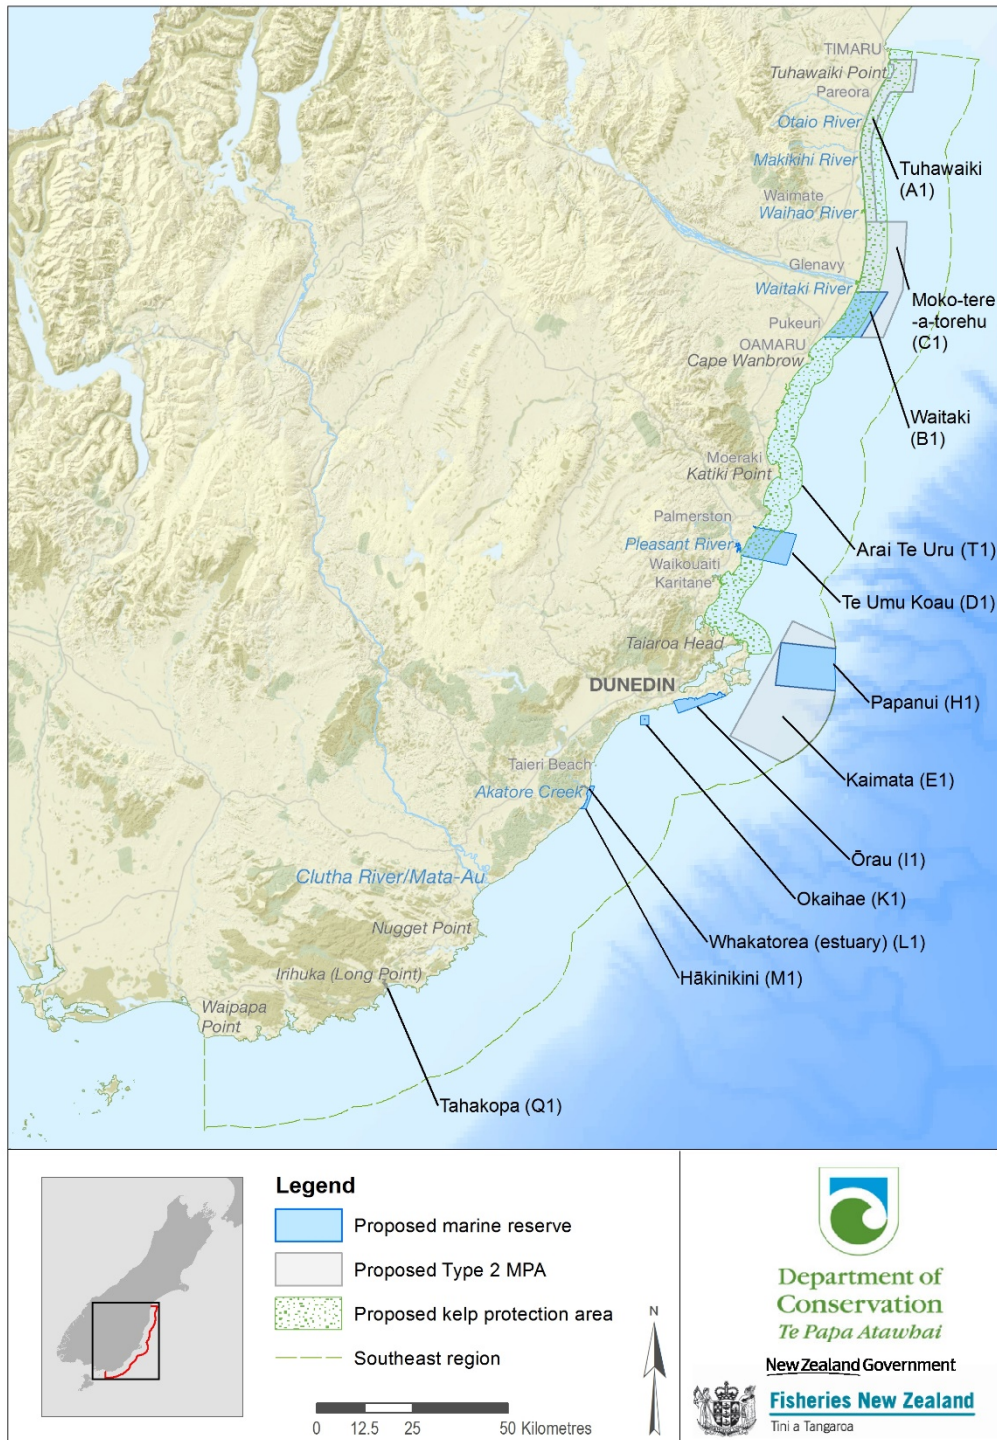 TIMARU
Tuhawaiki Point
Pareora
Otaio River
Makikihi River
Tuhawaiki
(A1)
Waimate
Waihao River
Glenavy
Waitaki River
Moko-tere
-a-torehu
(C1)
Pukeuri
OAMARU
Cape Wanbrow
Waitaki
(B1)
Moeraki
Katiki Point
Palmerston
Pleasant River
Arai Te Uru (T1)
Waikouaiti
Karitane
Te Umu Koau (D1)
Taiaroa Head
DUNEDIN
Papanui (H1)
Taieri Beach
Kaimata (E1)
Akatore Creek
Ōrau (I1)
Clutha River/Mata-Au
Okaihae (K1)
Nugget Point
Whakatorea (estuary) (L1)
Irihuka (Long Point)
Hākinikini (M1)
Waipapa
Point
Tahakopa (Q1)
Legend
Proposed marine reserve
Proposed Type 2 MPA
Proposed kelp protection area
Southeast region
N
0 12.5 25 50 Kilometres
Department of
Conservation
Te Papa Atawhai
New Zealand Government
Fisheries New Zealand
Tini a Tangaroa